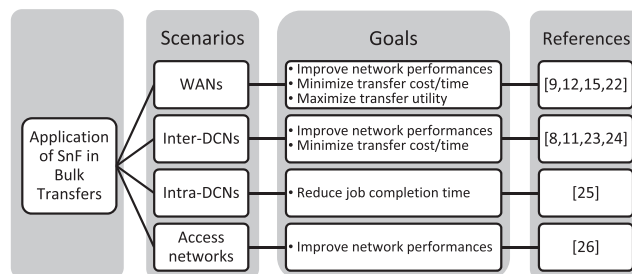 Scenarios
Goals
References
Application
of SnF in
Bulk
Transfers
WANs
• Improve network performances
• Minimize transfer cost/time
• Maximize transfer utility
[9,12,15,22]
Inter-DCNs
• Improve network performances
• Minimize transfer cost/time
[8,11,23,24]
Intra-DCNs
• Reduce job completion time
[25]
Access
networks
• Improve network performances
[26]